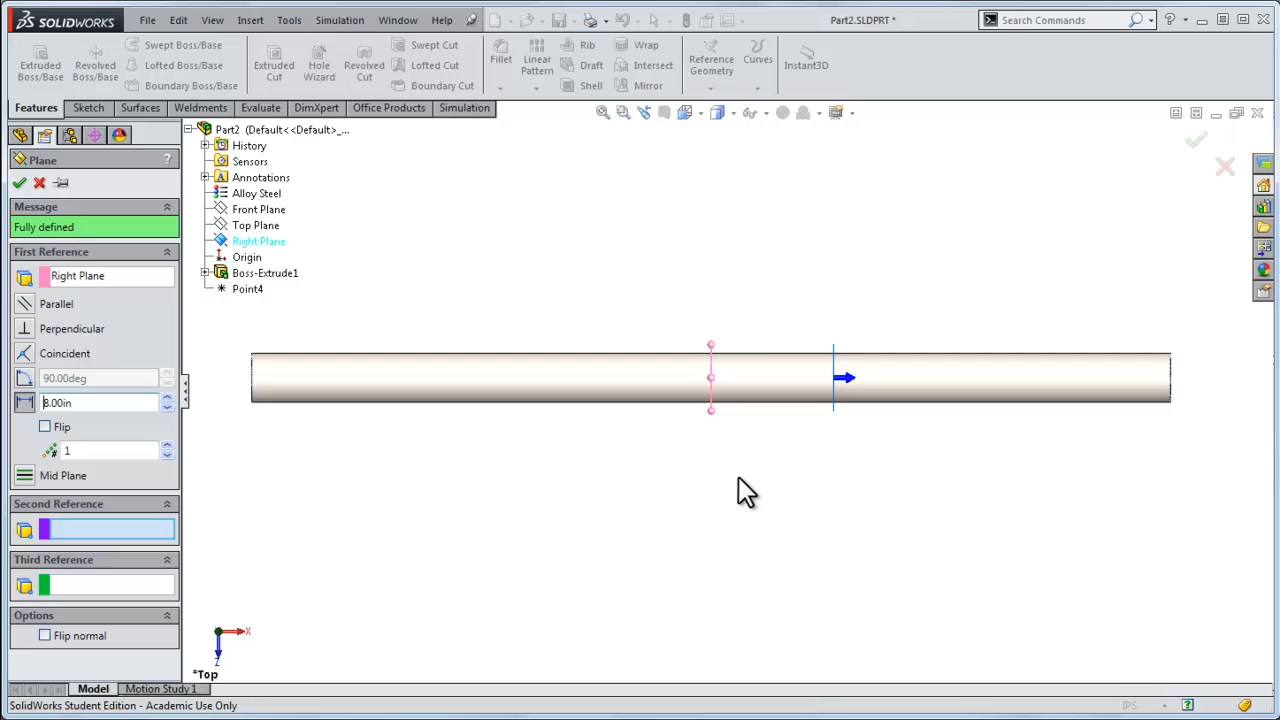 SOLIDWORKS File Edit View Insert Tools Simulation Window Help Part2.SLDPRT * Search Commands ?
Extruded Boss/Base Revolved Boss/Base Swept Boss/Base Lofted Boss/Base Boundary Boss/Base Extruded Cut Hole Wizard Revolved Cut Swept Cut Lofted Cut Boundary Cut Fillet Linear Pattern Rib Draft Shell Wrap Intersect Mirror Reference Geometry Curves Instant3D
Features Sketch Surfaces Weldments Evaluate DimXpert Office Products Simulation
Part2 (Default<<Default>_...
History
Sensors
Annotations
Alloy Steel
Front Plane
Top Plane
Right Plane
Origin
Boss-Extrude1
Point4
Plane ?
Message
Fully defined
First Reference
Right Plane
Parallel
Perpendicular
Coincident
90.00deg
8.00in
Flip
1
Mid Plane
Second Reference
Third Reference
Options
Flip normal
X
Z
*Top
Model Motion Study 1
SolidWorks Student Edition - Academic Use Only IPS ?